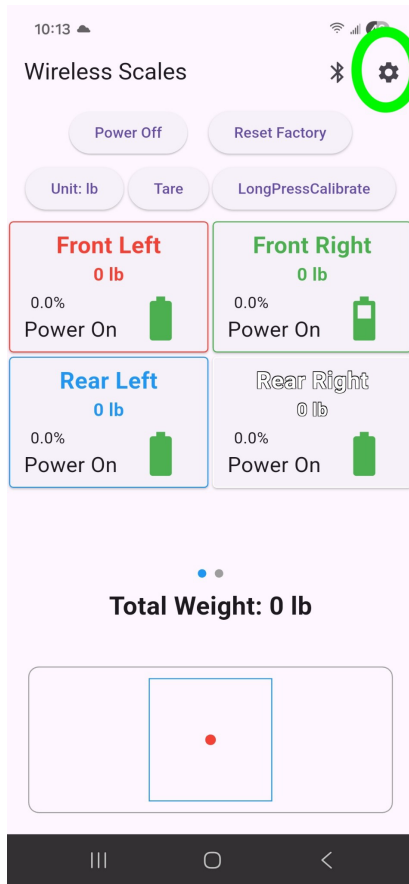 10:13
Wireless Scales
Power Off Reset Factory
Unit: lb Tare LongPressCalibrate
Front Left
0 lb
0.0%
Power On
Front Right
0 lb
0.0%
Power On
Rear Left
0 lb
0.0%
Power On
Rear Right
0 lb
0.0%
Power On
Total Weight: 0 lb